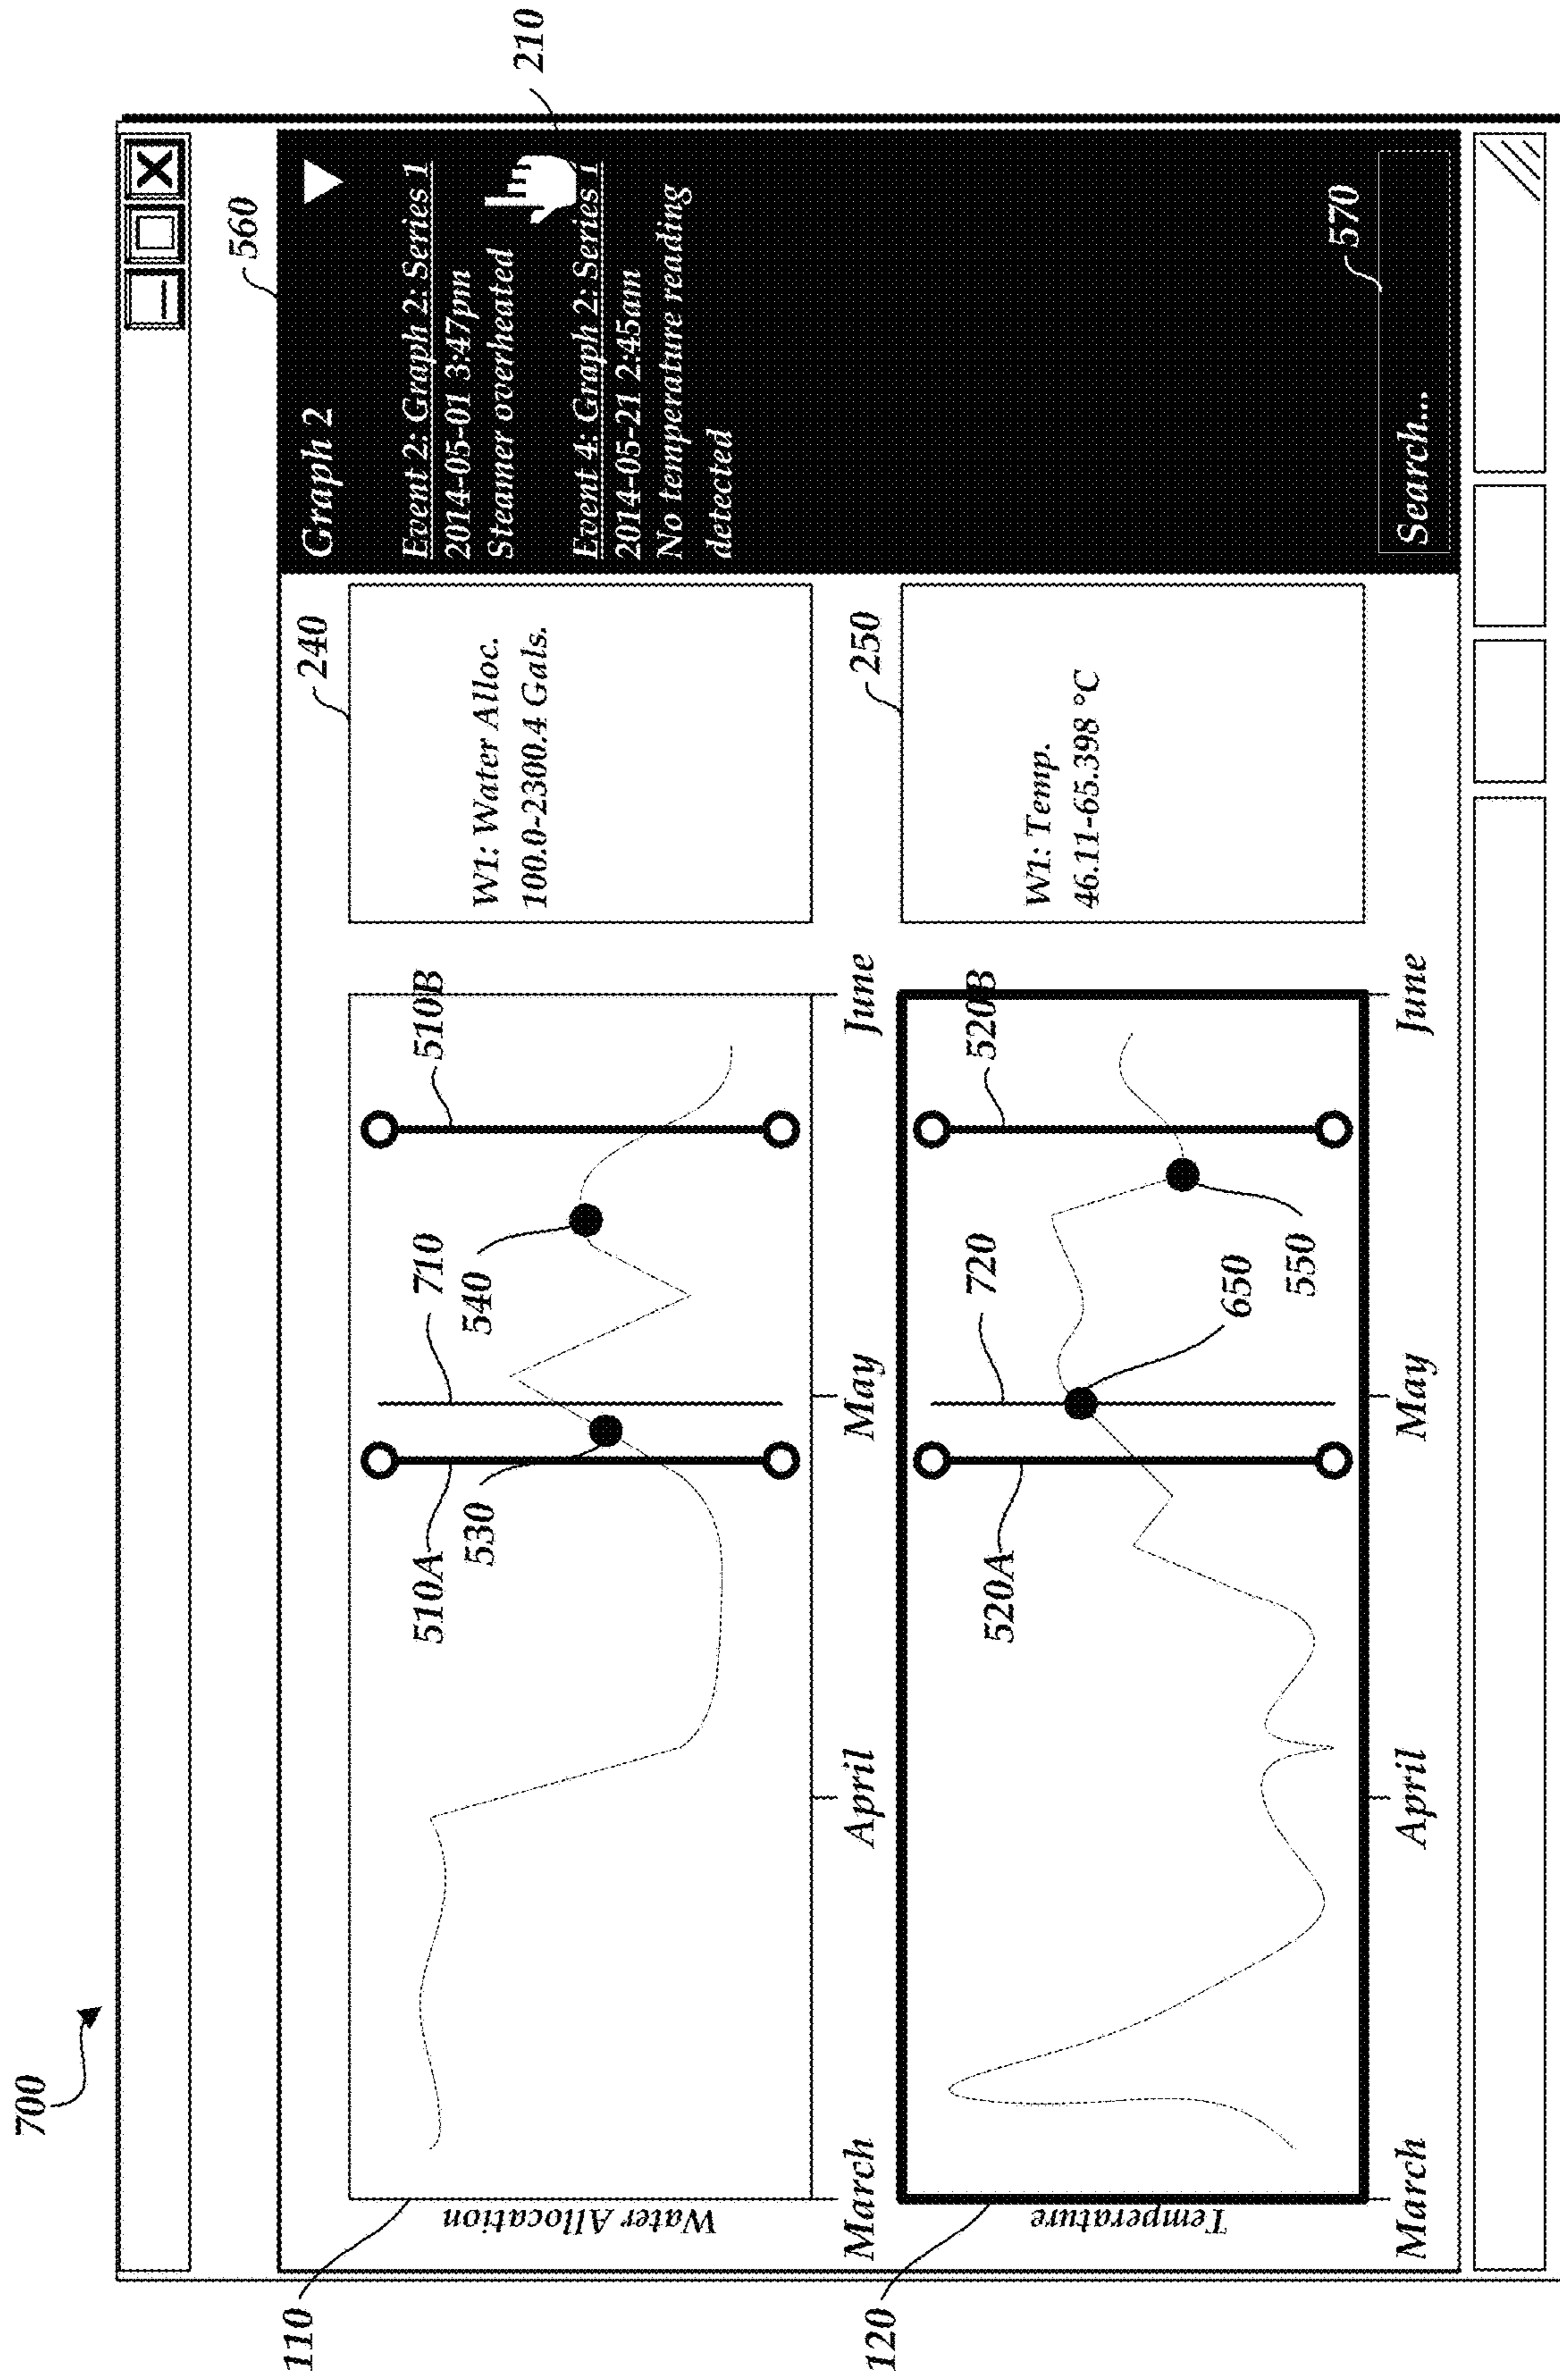 700
560
Graph 2
210
Event 2: Graph 2: Series 1
2014-05-01 3:47pm
Steamer overheated
Event 4: Graph 2: Series 1
2014-05-21 2:45am
No temperature reading
detected
570
Search...
110
Water Allocation
510A
530
710
540
510B
240
W1: Water Alloc.
100.0-2300.4 Gals.
March
April
May
June
120
Temperature
520A
720
650
550
520B
250
W1: Temp.
46.11-65.398 °C
March
April
May
June